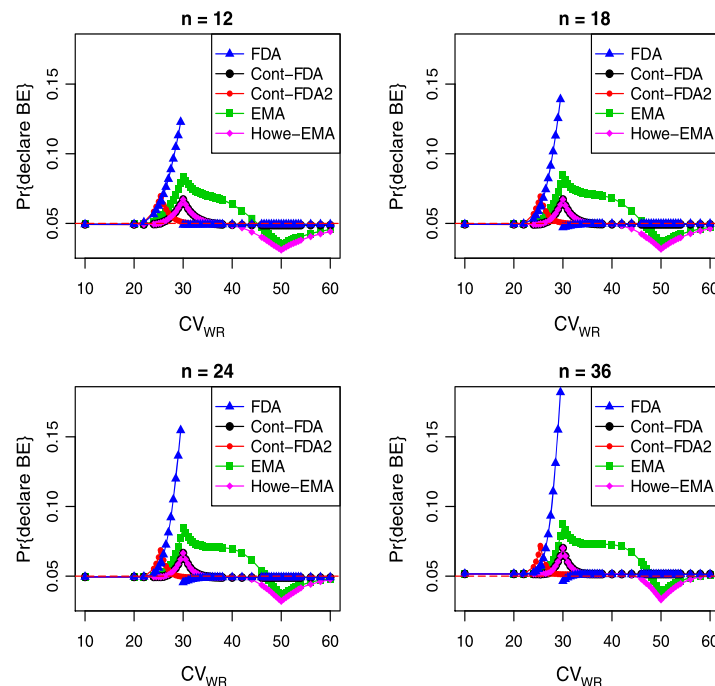 n = 12
Pr{declare BE}
0.05 0.10 0.15
FDA
Cont-FDA
Cont-FDA2
EMA
Howe-EMA
10 20 30 40 50 60
CVWR
n = 18
Pr{declare BE}
0.05 0.10 0.15
FDA
Cont-FDA
Cont-FDA2
EMA
Howe-EMA
10 20 30 40 50 60
CVWR
n = 24
Pr{declare BE}
0.05 0.10 0.15
FDA
Cont-FDA
Cont-FDA2
EMA
Howe-EMA
10 20 30 40 50 60
CVWR
n = 36
Pr{declare BE}
0.05 0.10 0.15
FDA
Cont-FDA
Cont-FDA2
EMA
Howe-EMA
10 20 30 40 50 60
CVWR